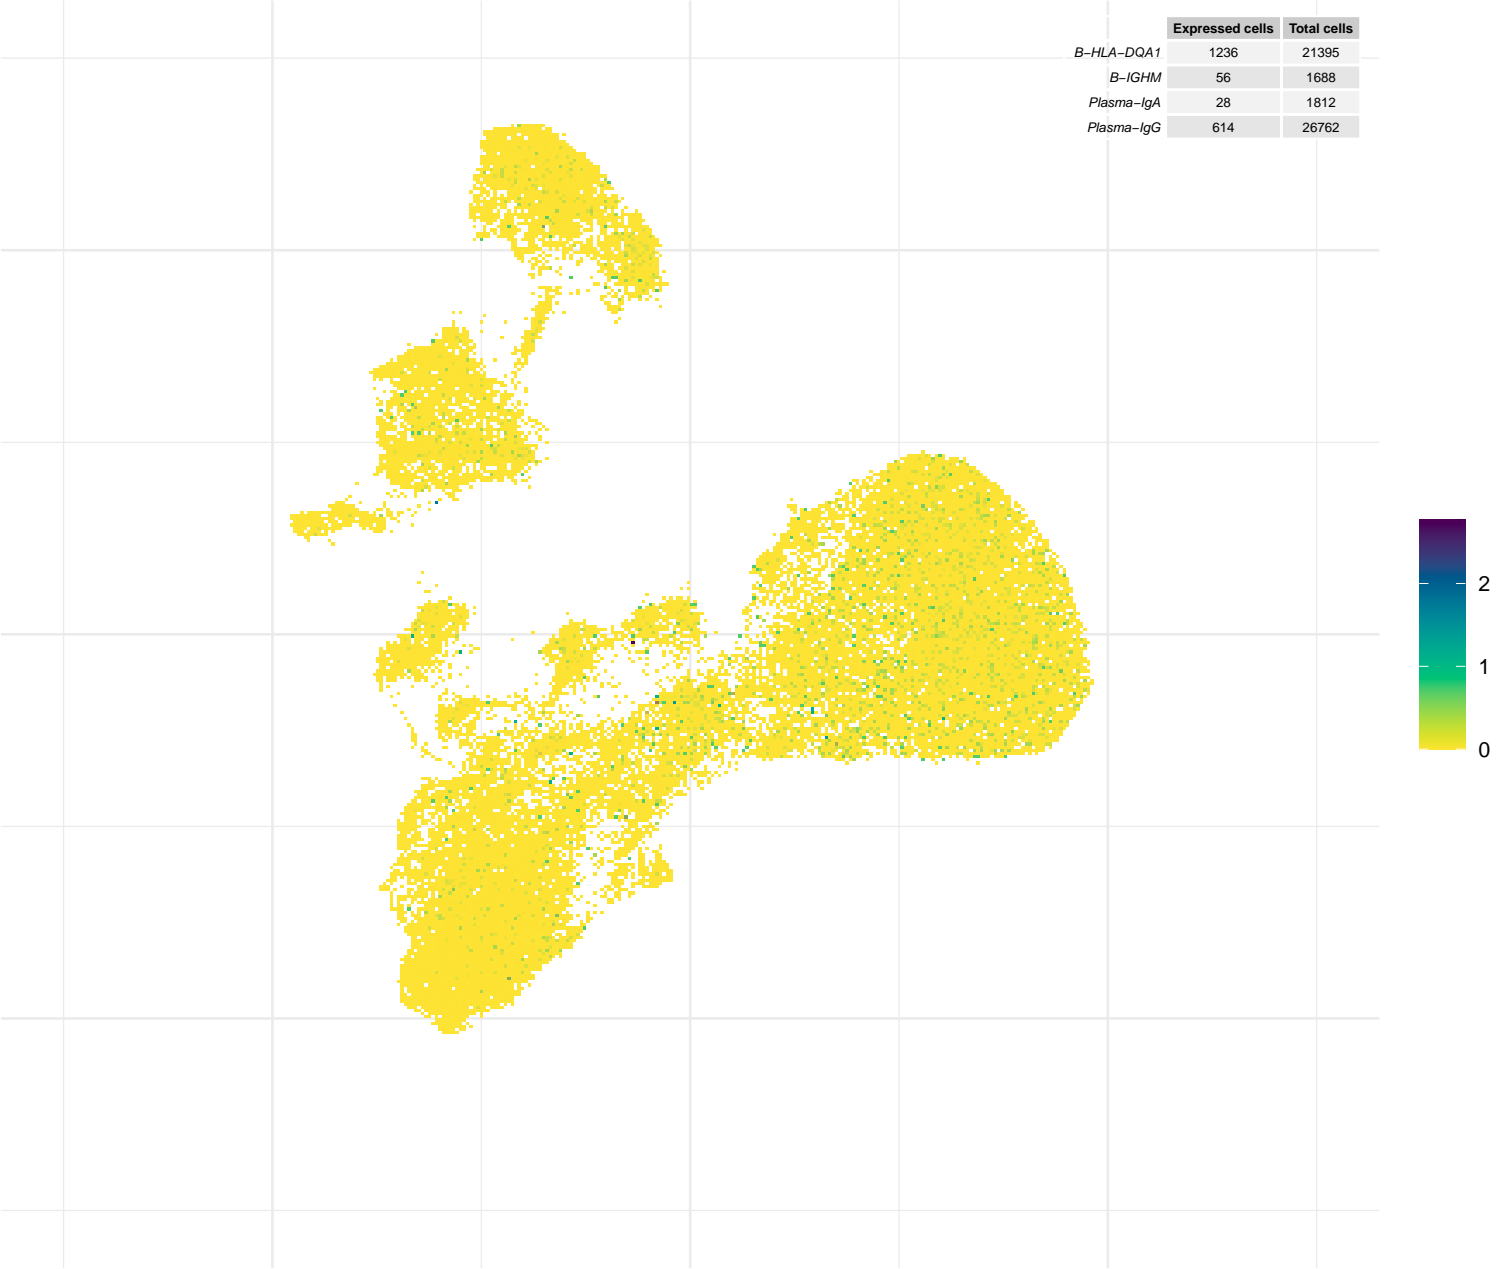 Expressed cells Total cells
B−HLA−DQA1 1236 21395
B−IGHM 56 1688
Plasma−IgA 28 1812
Plasma−IgG 614 26762
2
1
0